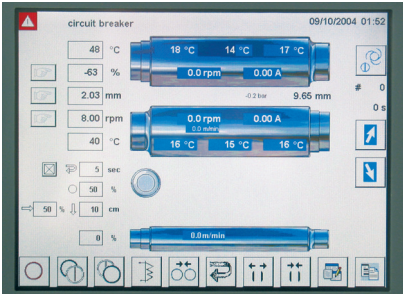 circuit breaker 09/10/2004 01:52
48 °C 18 °C 14 °C 17 °C
-63 % 0.0 rpm 0.00 A
2.03 mm -0.2 bar 9.65 mm # 0
0 s
8.00 rpm 0.0 rpm 0.00 A
0.0 m/min
40 °C 16 °C 15 °C 16 °C
5 sec
50 %
50 % 10 cm
0 % 0.0m/min